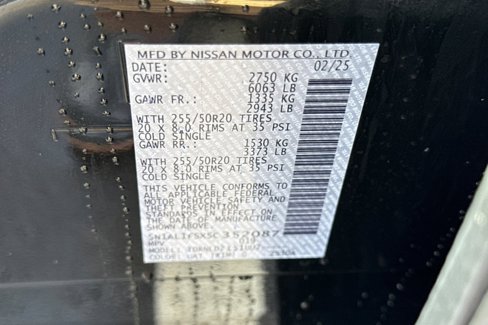 MFD BY NISSAN MOTOR CO., LTD
DATE: 02/25
GVWR: 2750 KG
6063 LB
GAWR FR.: 1335 KG
2943 LB
WITH 255/50R20 TIRES
20 X 8.0 RIMS AT 35 PSI
COLD SINGLE
GAWR RR.: 1530 KG
3373 LB
WITH 255/50R20 TIRES
20 X 8.0 RIMS AT 35 PSI
COLD SINGLE
THIS VEHICLE CONFORMS TO
ALL APPLICABLE FEDERAL
MOTOR VEHICLE SAFETY AND
THEFT PREVENTION
STANDARDS IN EFFECT ON
THE DATE OF MANUFACTURE
SHOWN ABOVE.
352087
MPV
MODEL:
COLOR: